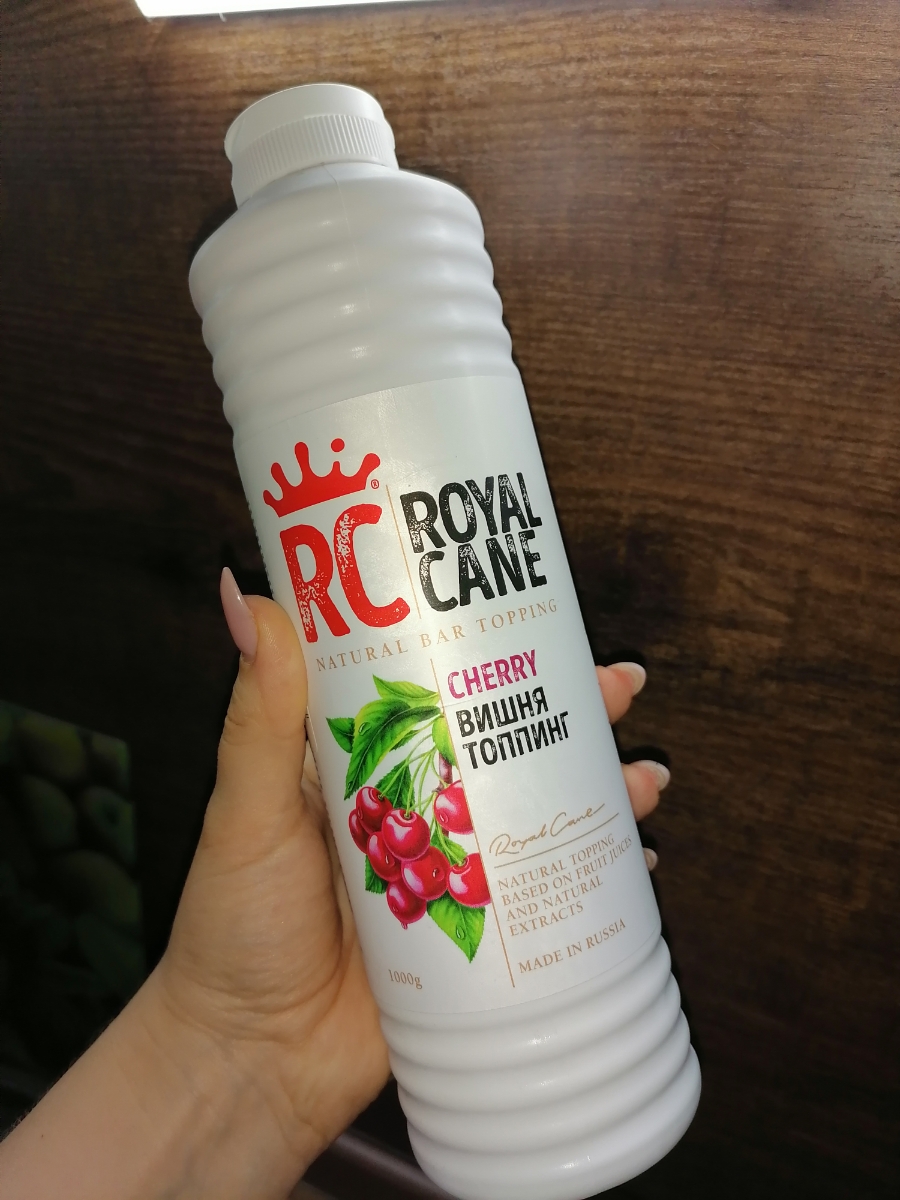 RC®
ROYAL
CANE
NATURAL BAR TOPPING
CHERRY
ВИШНЯ
ТОППИНГ
Royal Cane
NATURAL TOPPING
BASED ON FRUIT JUICES
AND NATURAL
EXTRACTS
MADE IN RUSSIA
1000g